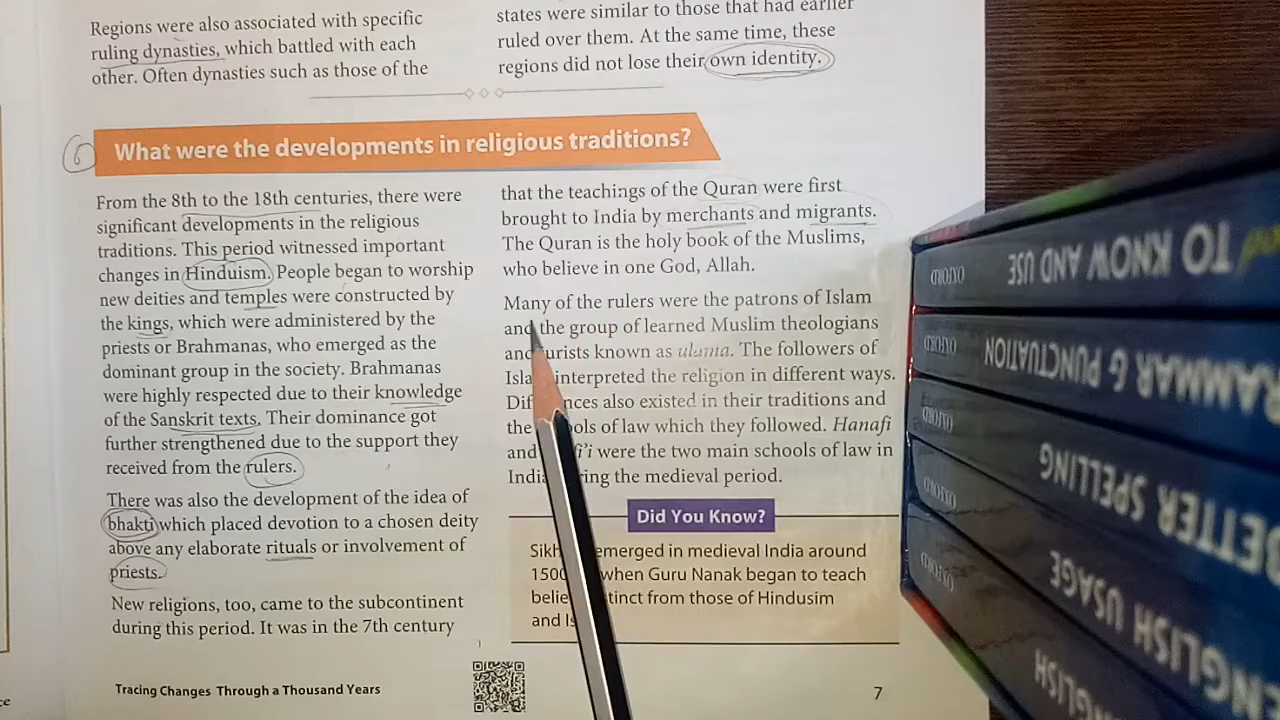 Regions were also associated with specific
ruling dynasties, which battled with each
other. Often dynasties such as those of the
states were similar to those that had earlier
ruled over them. At the same time, these
regions did not lose their own identity.
6
What were the developments in religious traditions?
From the 8th to the 18th centuries, there were
significant developments in the religious
traditions. This period witnessed important
changes in Hinduism. People began to worship
new deities and temples were constructed by
the kings, which were administered by the
priests or Brahmanas, who emerged as the
dominant group in the society. Brahmanas
were highly respected due to their knowledge
of the Sanskrit texts. Their dominance got
further strengthened due to the support they
received from the rulers.
There was also the development of the idea of
bhakti which placed devotion to a chosen deity
above any elaborate rituals or involvement of
priests.
New religions, too, came to the subcontinent
during this period. It was in the 7th century
that the teachings of the Quran were first
brought to India by merchants and migrants.
The Quran is the holy book of the Muslims,
who believe in one God, Allah.
Many of the rulers were the patrons of Islam
and the group of learned Muslim theologians
and jurists known as ulama. The followers of
interpreted the religion in different ways.
also existed in their traditions and
the of law which they followed. Hanafi
and were the two main schools of law in
the medieval period.
Did You Know?
emerged in medieval India around
when Guru Nanak began to teach
from those of Hindusim
and
Tracing Changes Through a Thousand Years
7
TO KNOW AND USE
OXFORD
GRAMMAR & PUNCTUATION
OXFORD
BETTER SPELLING
OXFORD
ENGLISH USAGE
OXFORD
ENGLISH
OXFORD